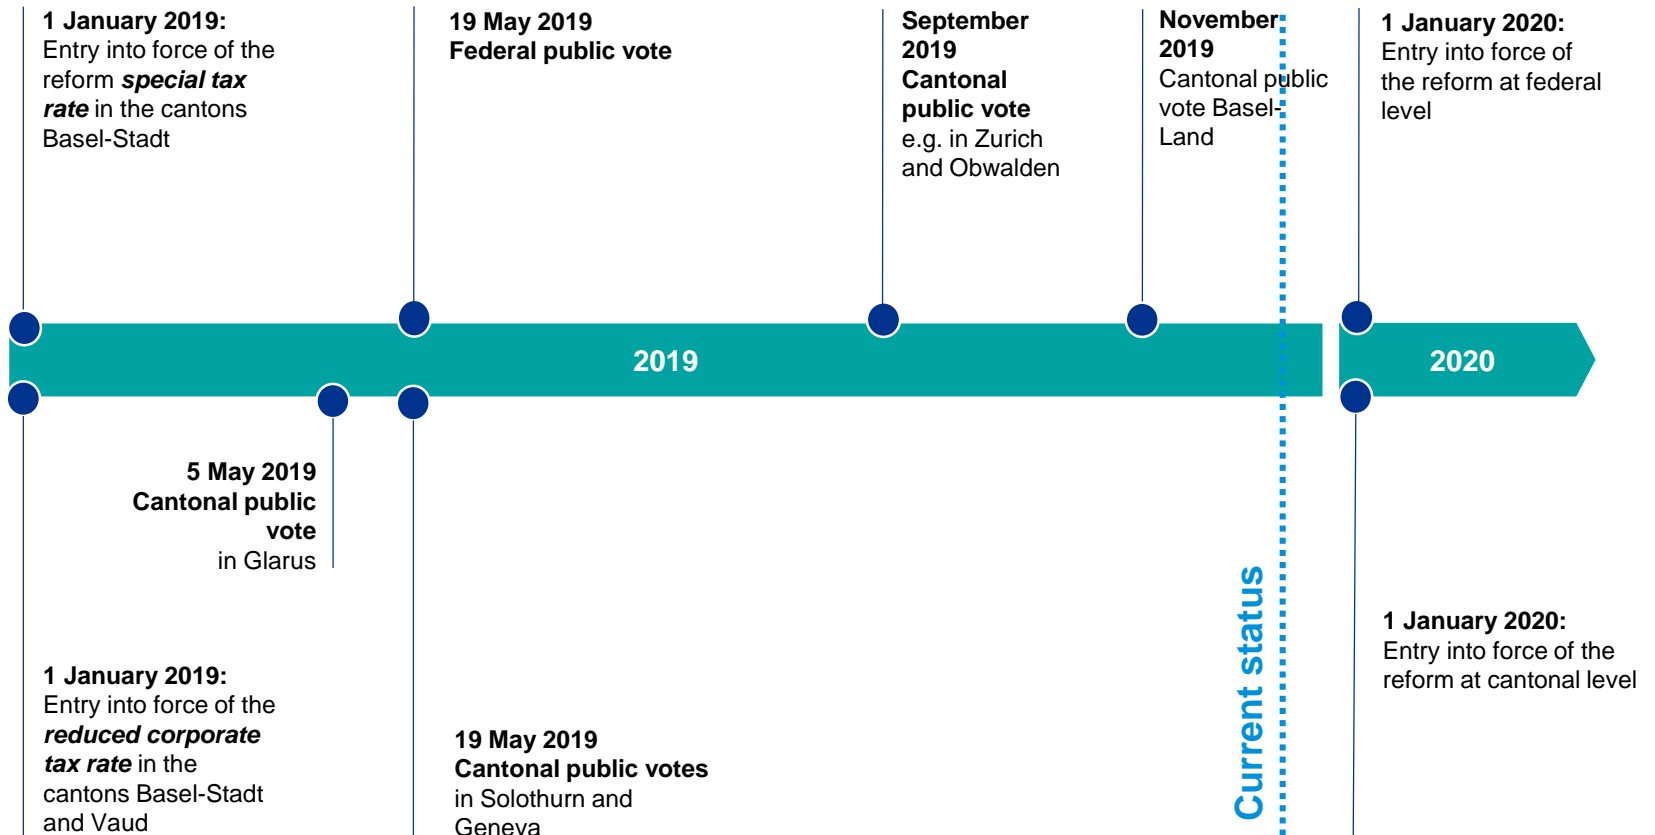 1 January 2019:
Entry into force of the
reform special tax
rate in the cantons
Basel-Stadt
19 May 2019
Federal public vote
September
2019
Cantonal
public vote
e.g. in Zurich
and Obwalden
November
2019
Cantonal public
vote Basel-
Land
1 January 2020:
Entry into force of
the reform at federal
level
2019
2020
5 May 2019
Cantonal public
vote
in Glarus
1 January 2019:
Entry into force of the
reduced corporate
tax rate in the
cantons Basel-Stadt
and Vaud
19 May 2019
Cantonal public votes
in Solothurn and
Geneva
Current status
1 January 2020:
Entry into force of the
reform at cantonal level